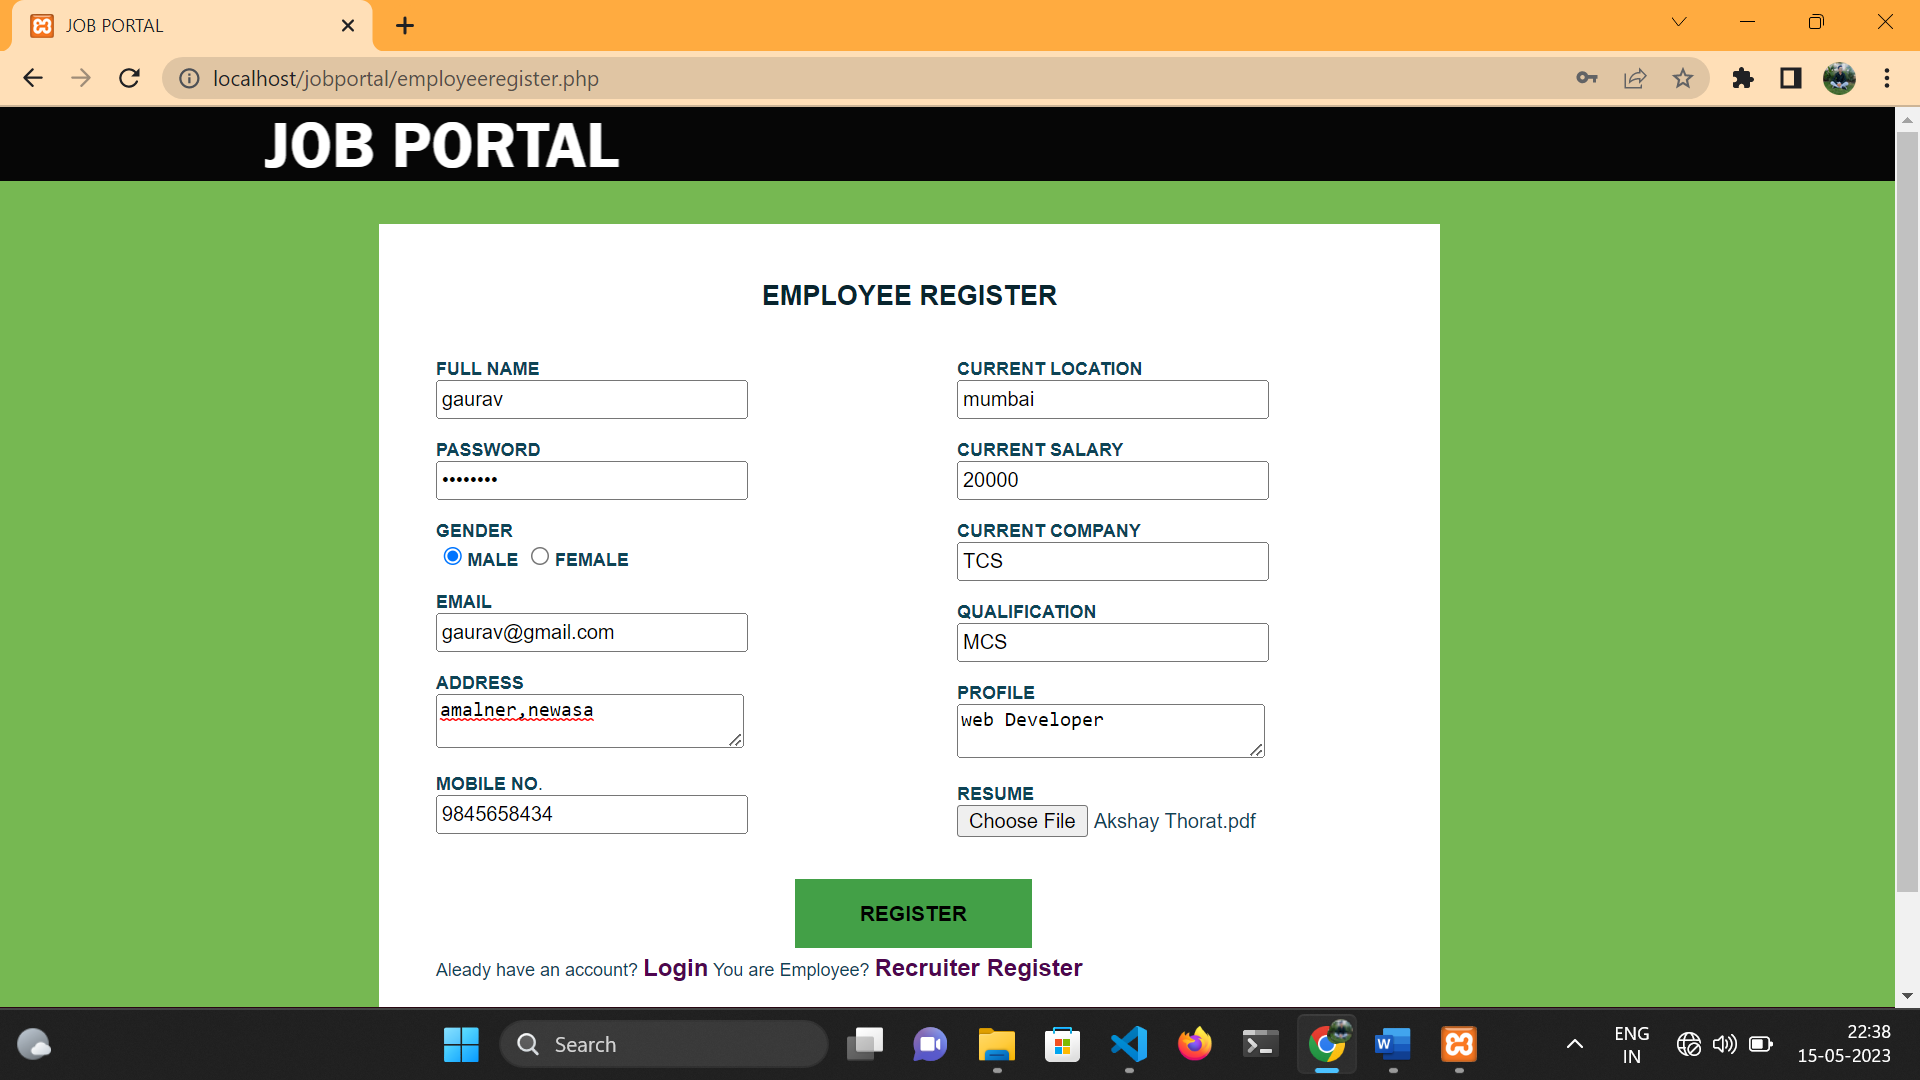 JOB PORTAL
localhost/jobportal/employeeregister.php
JOB PORTAL
EMPLOYEE REGISTER
FULL NAME
gaurav
PASSWORD
••••••••
GENDER
MALE FEMALE
EMAIL
gaurav@gmail.com
ADDRESS
amalner,newasa
MOBILE NO.
9845658434
CURRENT LOCATION
mumbai
CURRENT SALARY
20000
CURRENT COMPANY
TCS
QUALIFICATION
MCS
PROFILE
web Developer
RESUME
Choose File Akshay Thorat.pdf
REGISTER
Aleady have an account? Login You are Employee? Recruiter Register
Search
ENG
IN
22:38
15-05-2023